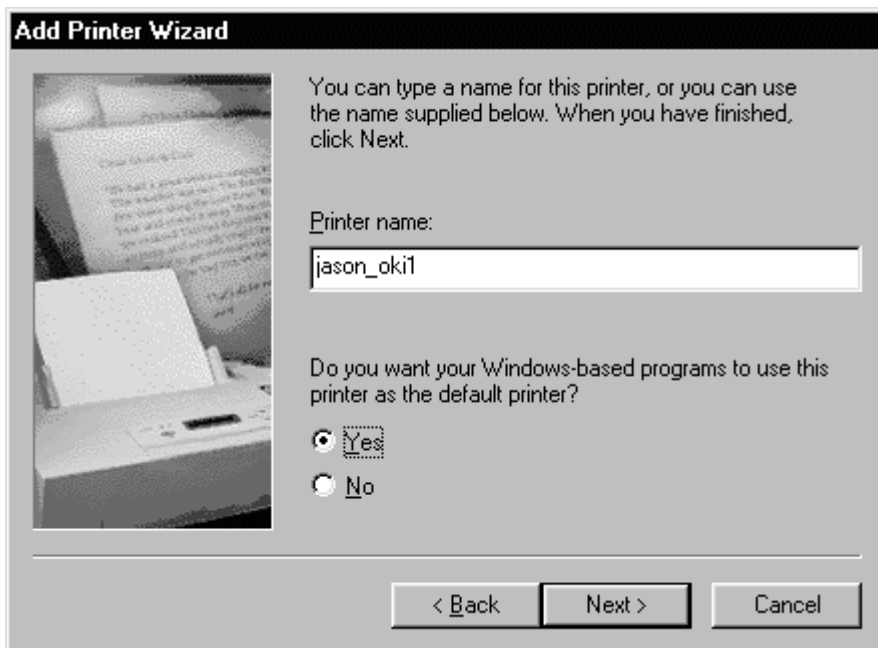 Add Printer Wizard
You can type a name for this printer, or you can use
the name supplied below. When you have finished,
click Next.
Printer name:
jason_oki1
Do you want your Windows-based programs to use this
printer as the default printer?
Yes
No
< Back
Next >
Cancel